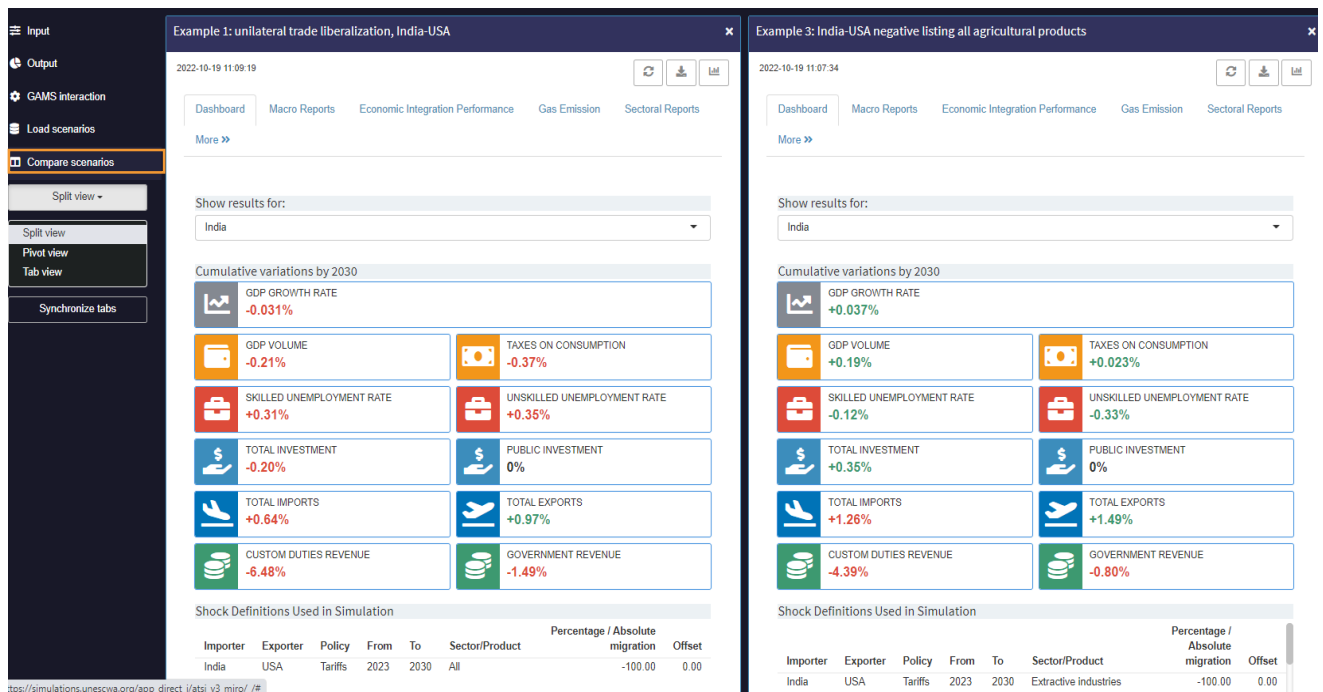 Input
Output
GAMS interaction
Load scenarios
Compare scenarios
Split view
Split view
Pivot view
Tab view
Synchronize tabs
Example 1: unilateral trade liberalization, India-USA ×
2022-10-19 11:09:19
Dashboard Macro Reports Economic Integration Performance Gas Emission Sectoral Reports
More »
Show results for:
India
Cumulative variations by 2030
GDP GROWTH RATE
-0.031%
GDP VOLUME
-0.21%
TAXES ON CONSUMPTION
-0.37%
SKILLED UNEMPLOYMENT RATE
+0.31%
UNSKILLED UNEMPLOYMENT RATE
+0.35%
TOTAL INVESTMENT
-0.20%
PUBLIC INVESTMENT
0%
TOTAL IMPORTS
+0.64%
TOTAL EXPORTS
+0.97%
CUSTOM DUTIES REVENUE
-6.48%
GOVERNMENT REVENUE
-1.49%
Shock Definitions Used in Simulation
Percentage / Absolute
Importer Exporter Policy From To Sector/Product migration Offset
India USA Tariffs 2023 2030 All -100.00 0.00
Example 3: India-USA negative listing all agricultural products ×
2022-10-19 11:07:34
Dashboard Macro Reports Economic Integration Performance Gas Emission Sectoral Reports
More »
Show results for:
India
Cumulative variations by 2030
GDP GROWTH RATE
+0.037%
GDP VOLUME
+0.19%
TAXES ON CONSUMPTION
+0.023%
SKILLED UNEMPLOYMENT RATE
-0.12%
UNSKILLED UNEMPLOYMENT RATE
-0.33%
TOTAL INVESTMENT
+0.35%
PUBLIC INVESTMENT
0%
TOTAL IMPORTS
+1.26%
TOTAL EXPORTS
+1.49%
CUSTOM DUTIES REVENUE
-4.39%
GOVERNMENT REVENUE
-0.80%
Shock Definitions Used in Simulation
Percentage /
Absolute
Importer Exporter Policy From To Sector/Product migration Offset
India USA Tariffs 2023 2030 Extractive industries -100.00 0.00